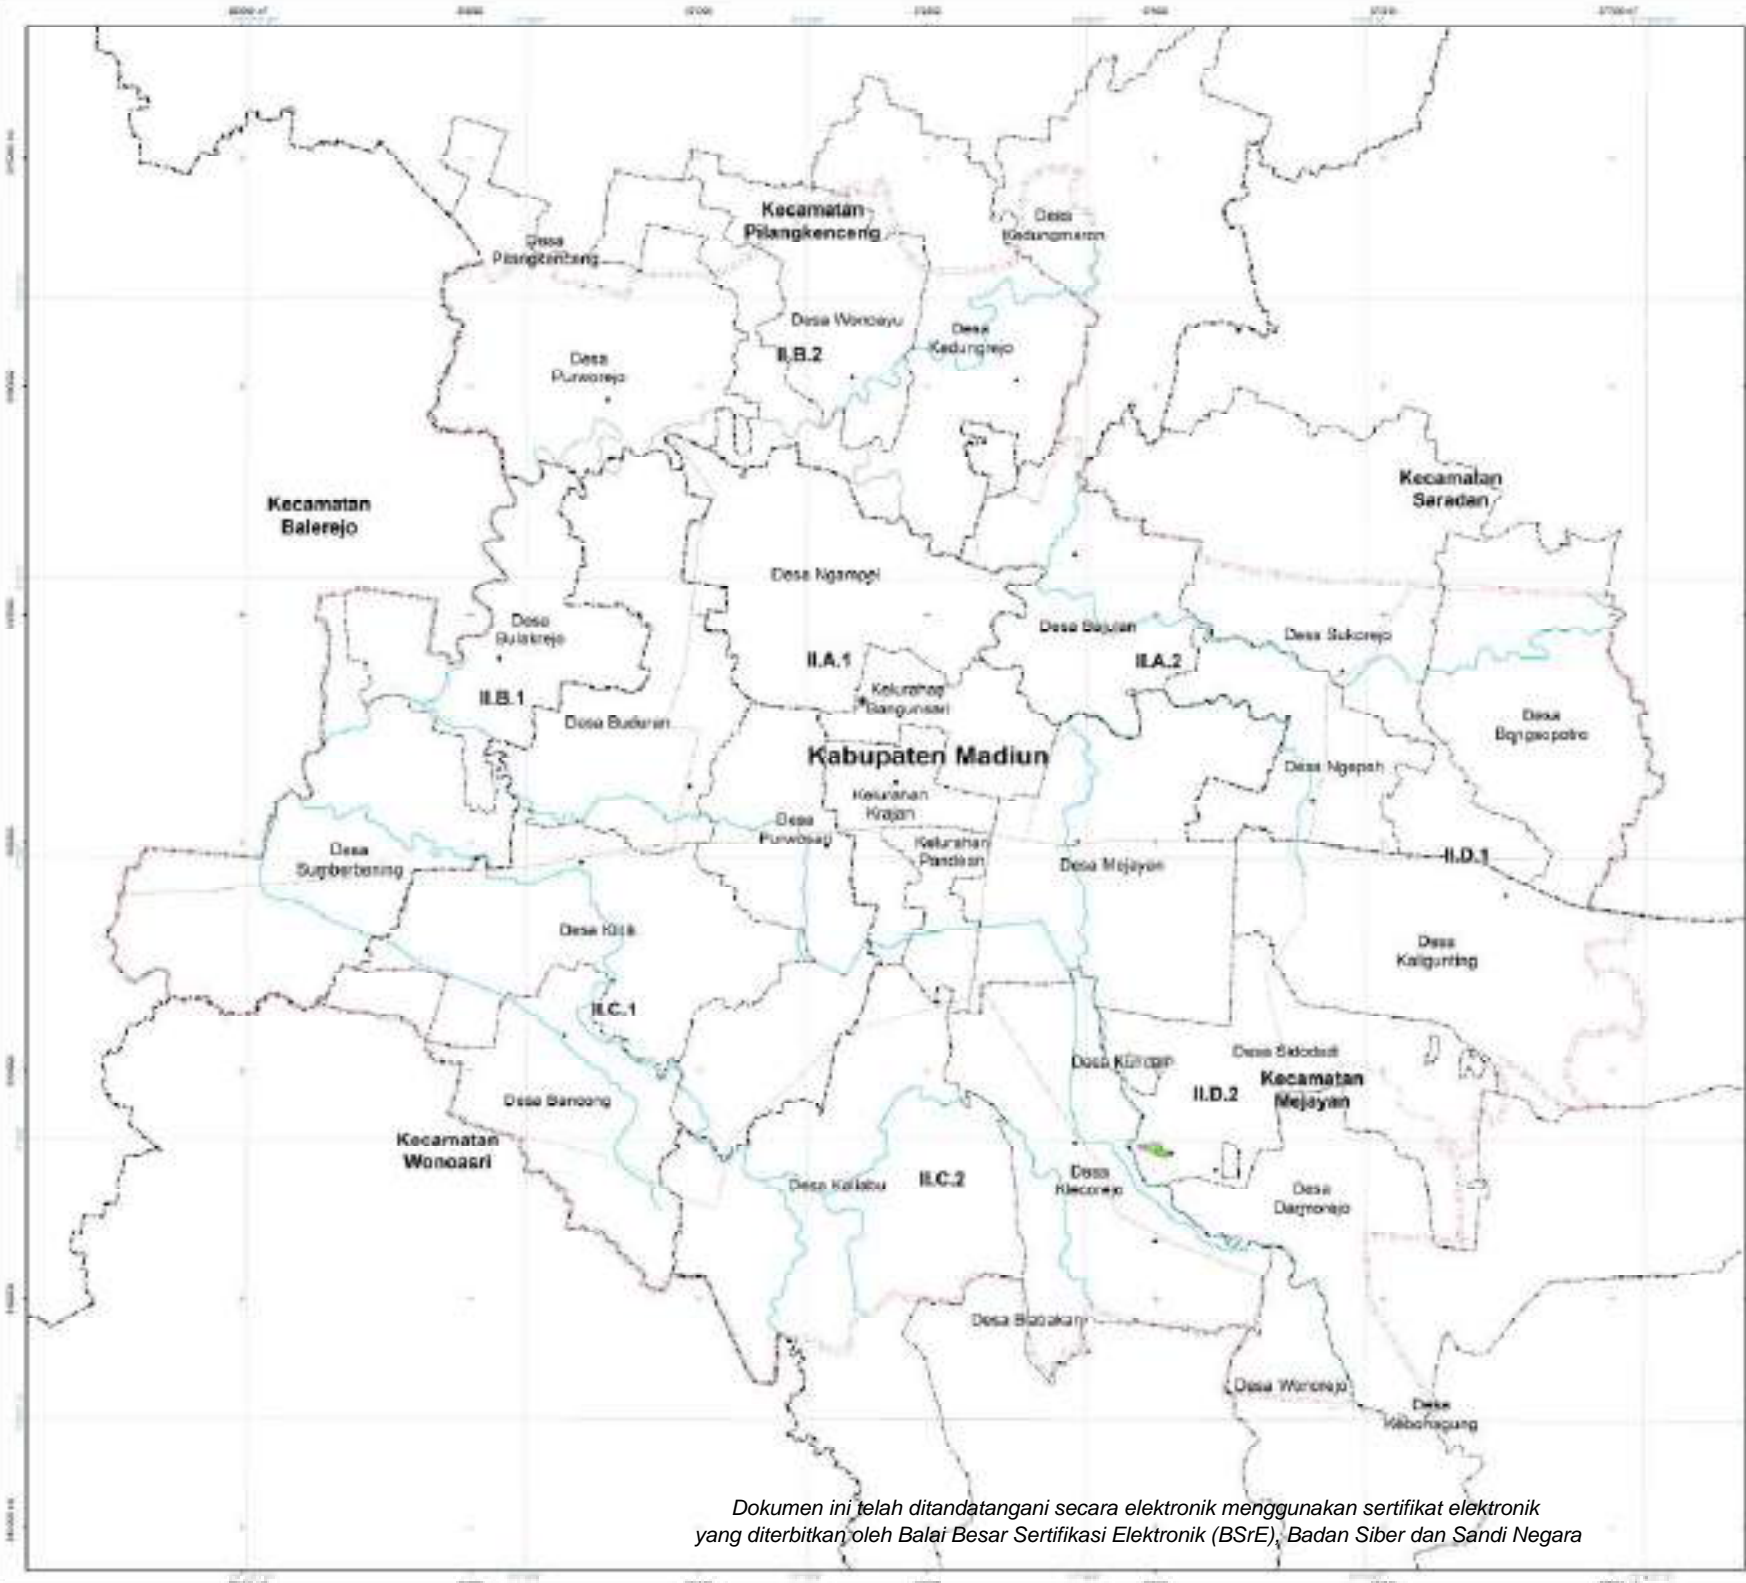 Kecamatan
Pilangkenceng
Desa
Kedungmaron
Desa
Pilangkenceng
Desa Wonoayu
Desa
Kedungrejo
II.B.2
Desa
Purworejo
Kecamatan
Saradan
Kecamatan
Balerejo
Desa Ngampel
Desa
Bulakrejo
Desa Bajulan
Desa Sukorejo
II.A.1
II.A.2
Kelurahan
Bangunsari
II.B.1
Desa Buduran
Desa
Bongsopotro
Kabupaten Madiun
Desa Ngepeh
Kelurahan
Krajan
Desa
Purwosari
Kelurahan
Pandean
Desa
Sumberbening
Desa Mejayan
II.D.1
Desa
Kaligunting
II.C.1
Desa Sidodadi
Kecamatan
Mejayan
II.D.2
Desa Bancong
Kecamatan
Wonoasri
Desa Kaliabu
II.C.2
Desa
Klecorejo
Desa
Darmorejo
Desa Blabakan
Desa Wonorejo
Desa
Kebonagung
Dokumen ini telah ditandatangani secara elektronik menggunakan sertifikat elektronik
yang diterbitkan oleh Balai Besar Sertifikasi Elektronik (BSrE), Badan Siber dan Sandi Negara